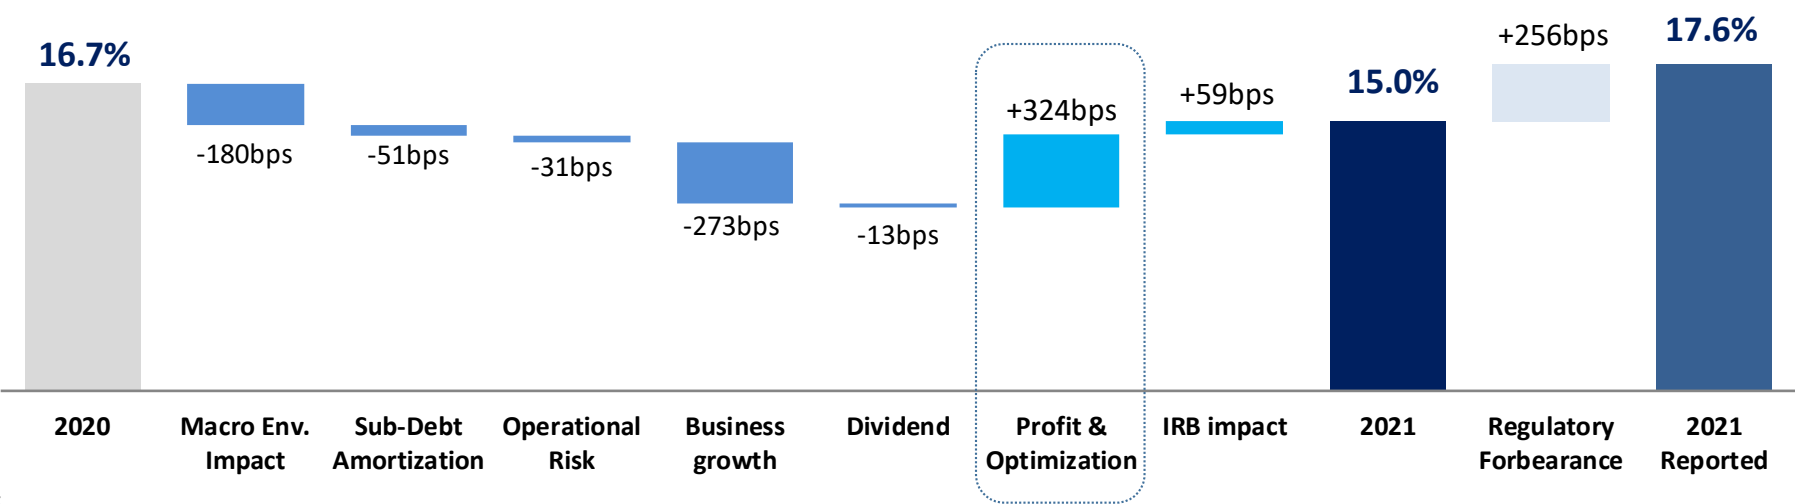 16.7%
-180bps
-51bps
-31bps
-273bps
-13bps
+324bps
+59bps
15.0%
+256bps
17.6%
2020
Macro Env.
Impact
Sub-Debt
Amortization
Operational
Risk
Business
growth
Dividend
Profit &
Optimization
IRB impact
2021
Regulatory
Forbearance
2021
Reported